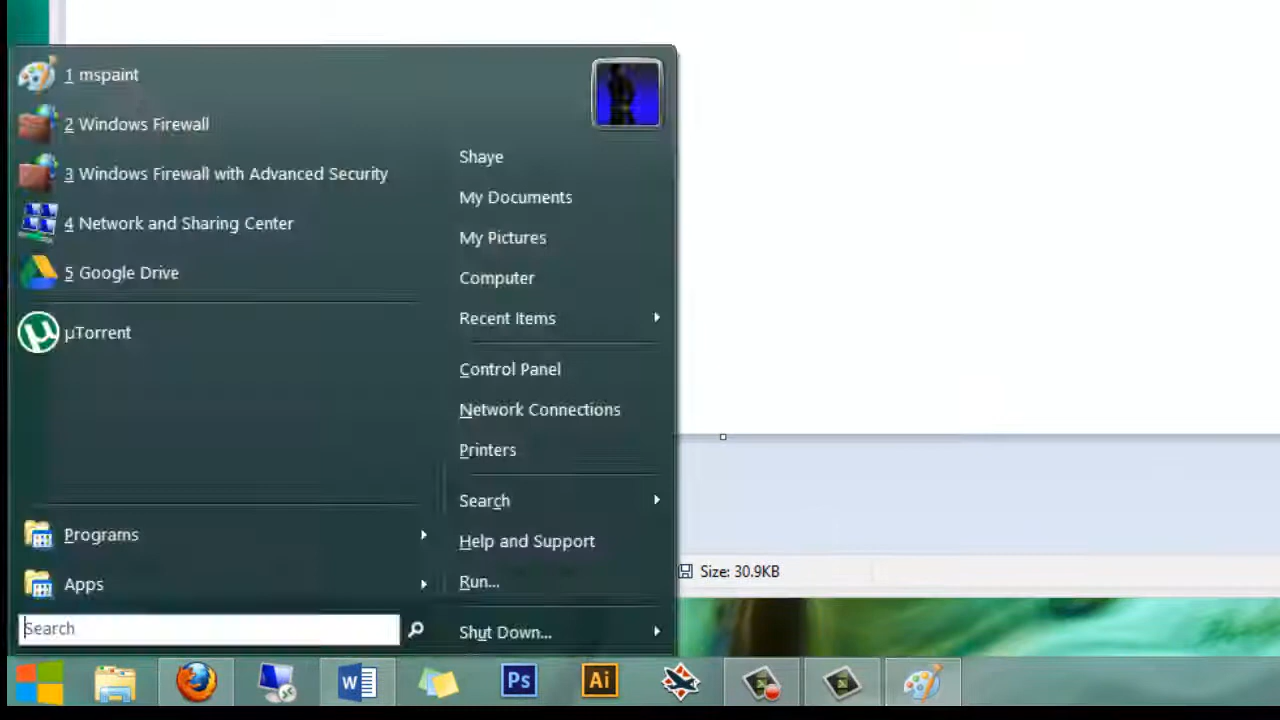 1 mspaint
2 Windows Firewall
3 Windows Firewall with Advanced Security
4 Network and Sharing Center
5 Google Drive
µTorrent
Programs
Apps
Search
Shaye
My Documents
My Pictures
Computer
Recent Items
Control Panel
Network Connections
Printers
Search
Help and Support
Run...
Shut Down...
Size: 30.9KB
W
Ps
Ai